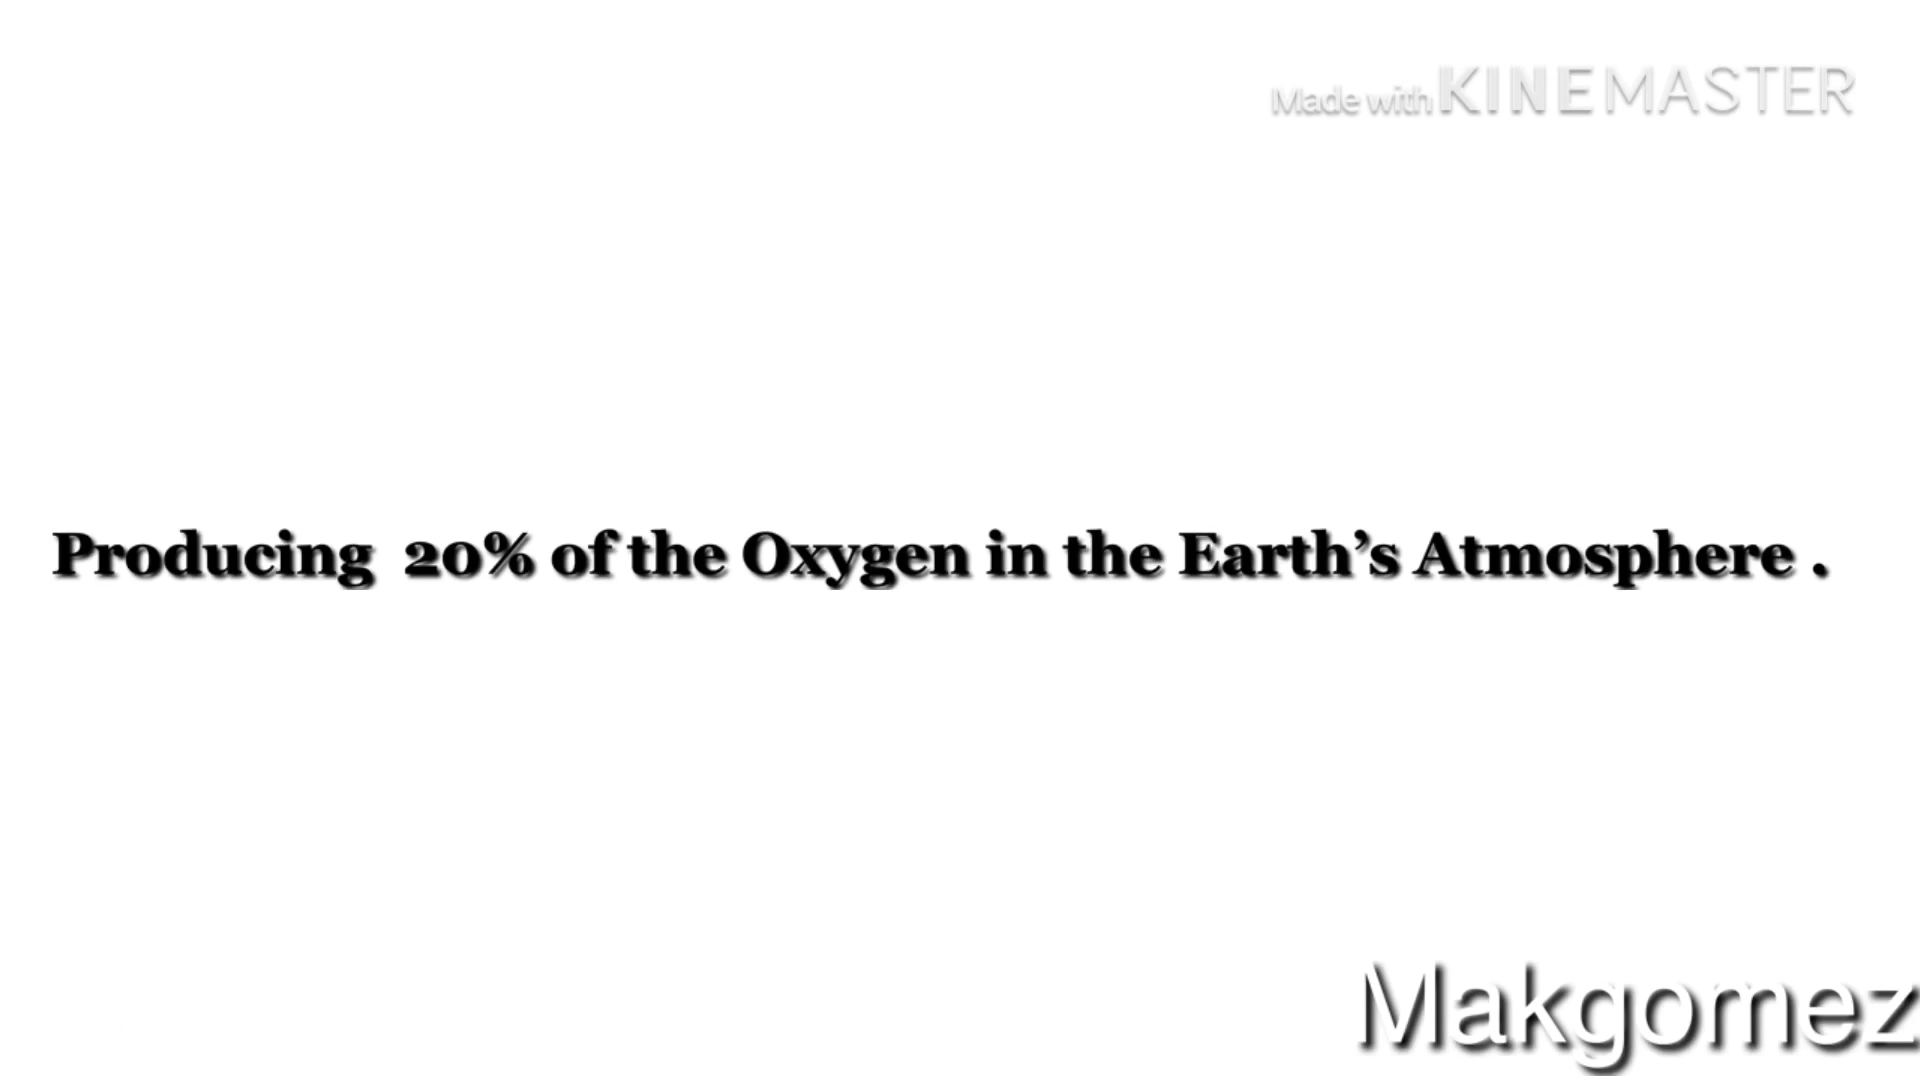 Made with KINEMASTER
Producing  20% of the Oxygen in the Earth’s Atmosphere .
Makgomez